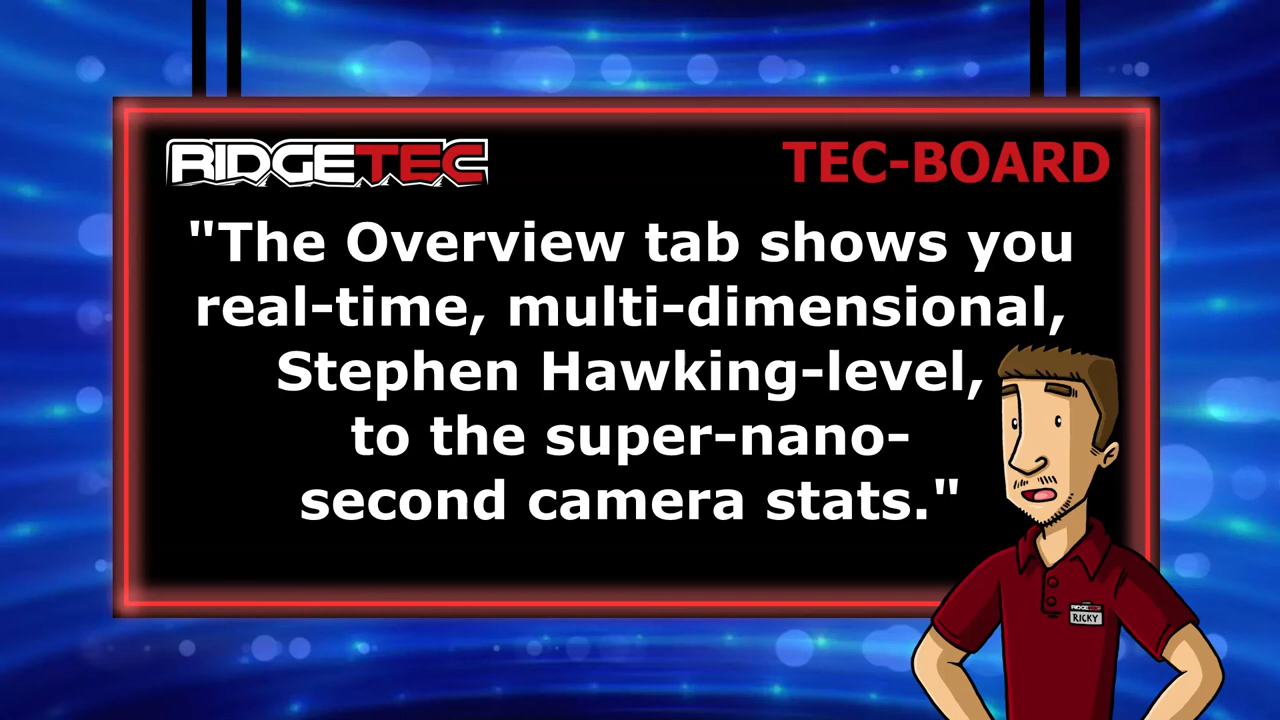 RIDGETEC
TEC-BOARD
"The Overview tab shows you
real-time, multi-dimensional,
Stephen Hawking-level,
to the super-nano-
second camera stats."
RIDGETEC
RICKY